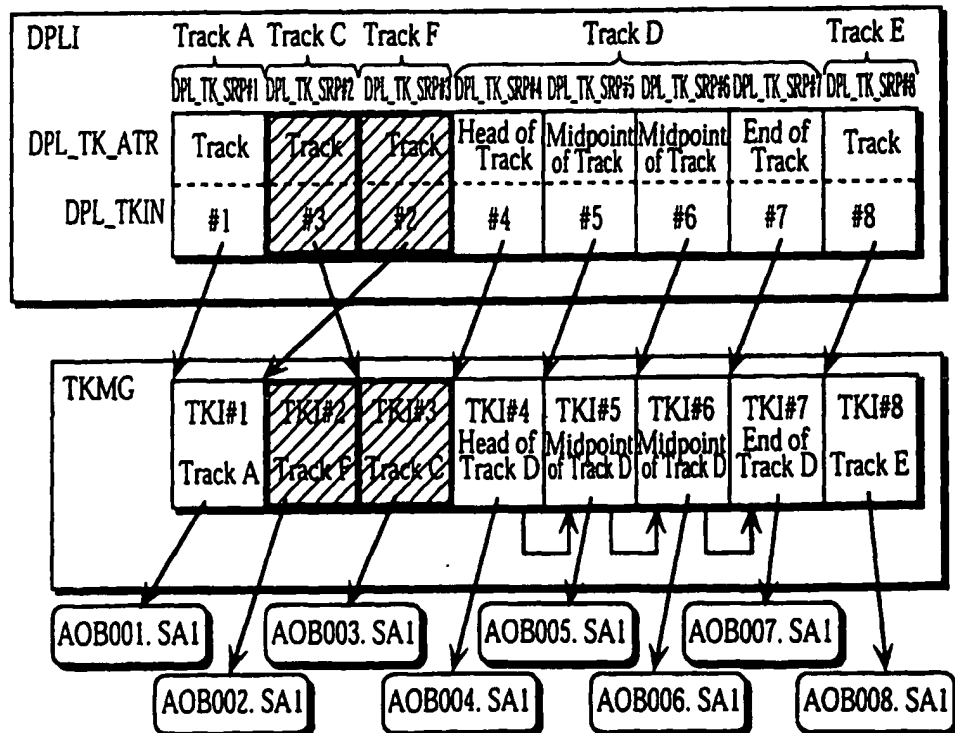 DPLI
Track A Track C Track F Track D Track E
DPL_TK_SRP#1 DPL_TK_SRP#2 DPL_TK_SRP#3 DPL_TK_SRP#4 DPL_TK_SRP#5 DPL_TK_SRP#6 DPL_TK_SRP#7 DPL_TK_SRP#8
DPL_TK_ATR Track Track Track Head of Track Midpoint of Track Midpoint of Track End of Track Track
DPL_TKIN #1 #3 #2 #4 #5 #6 #7 #8
TKMG
TKI#1 TKI#2 TKI#3 TKI#4 TKI#5 TKI#6 TKI#7 TKI#8
Track A Track F Track C Head of Track D Midpoint of Track D Midpoint of Track D End of Track D Track E
AOB001. SA1 AOB003. SA1 AOB005. SA1 AOB007. SA1
AOB002. SA1 AOB004. SA1 AOB006. SA1 AOB008. SA1